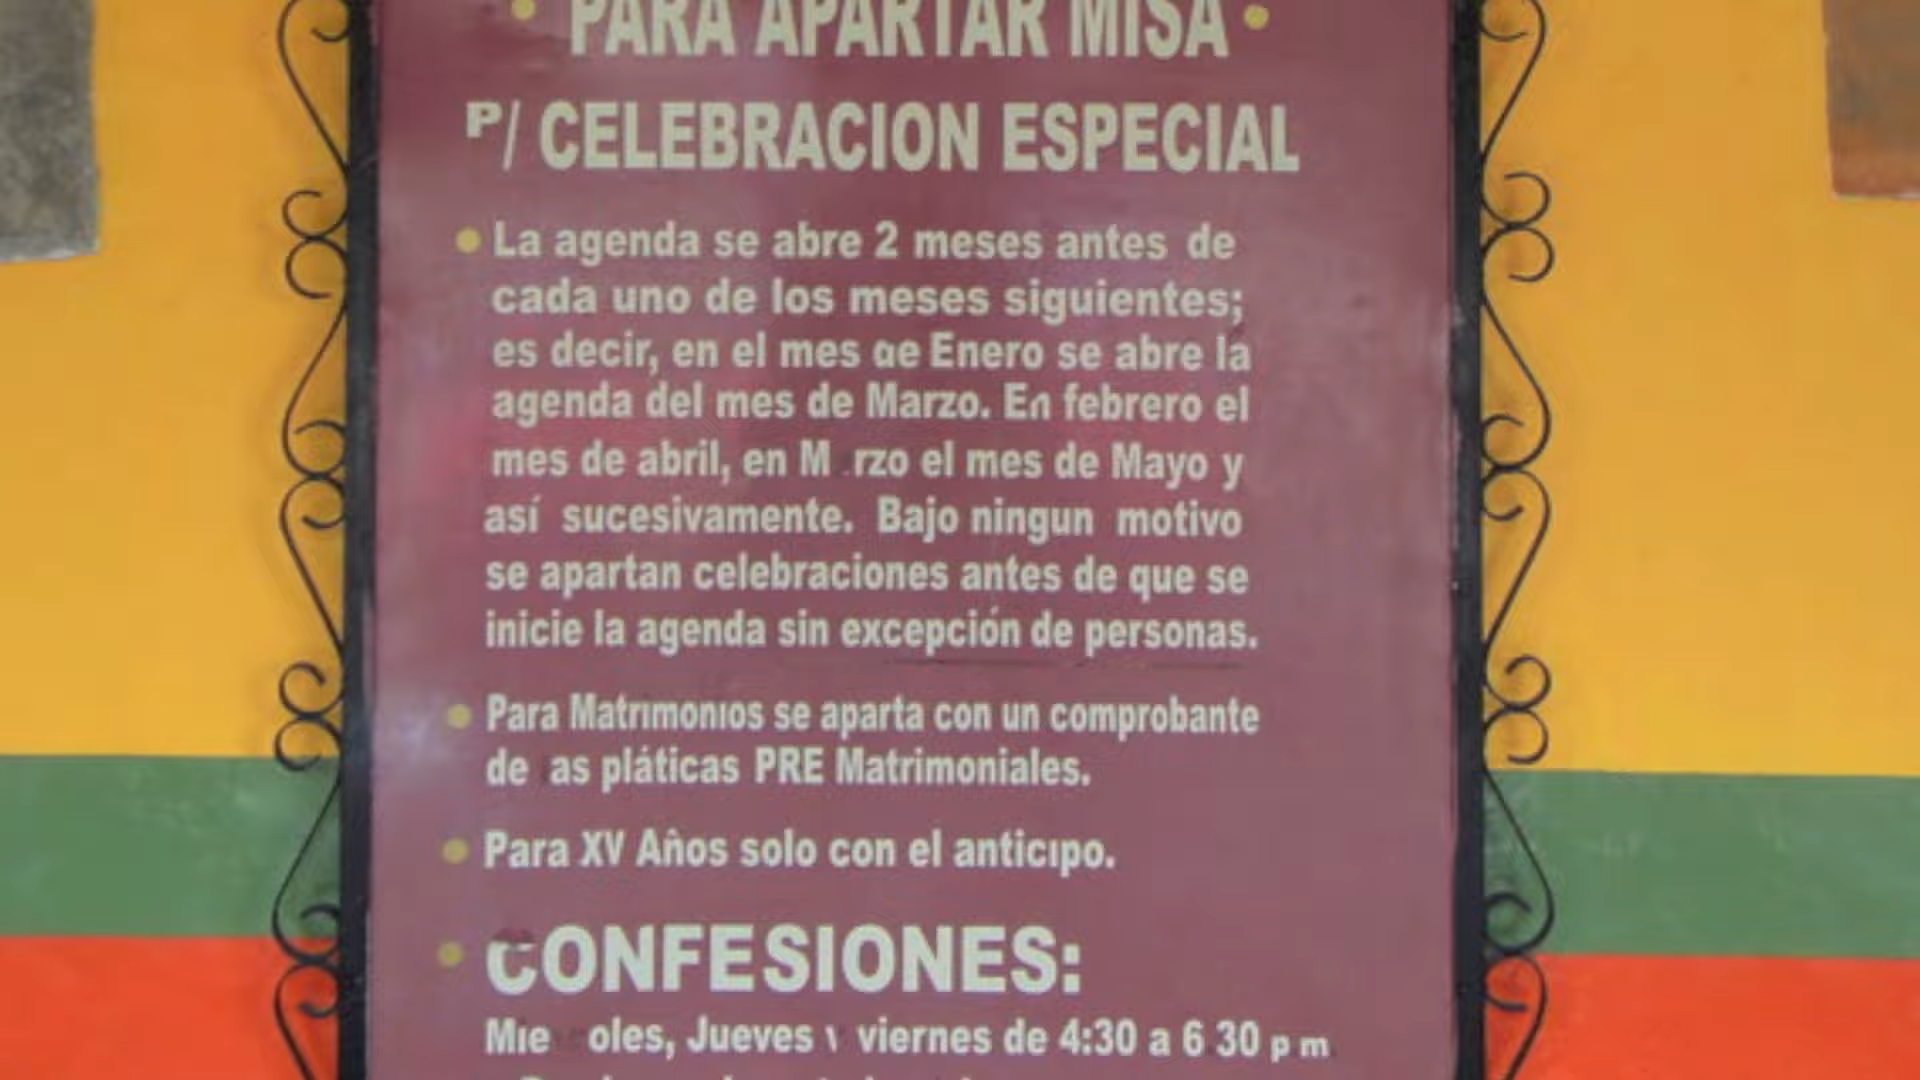 • PARA APARTAR MISA •
P/ CELEBRACION ESPECIAL
• La agenda se abre 2 meses antes de
cada uno de los meses siguientes;
es decir, en el mes de Enero se abre la
agenda del mes de Marzo. En febrero el
mes de abril, en M rzo el mes de Mayo y
así sucesivamente. Bajo ningun motivo
se apartan celebraciones antes de que se
inicie la agenda sin excepción de personas.
• Para Matrimonios se aparta con un comprobante
de as pláticas PRE Matrimoniales.
• Para XV Años solo con el anticipo.
• CONFESIONES:
Mie oles, Jueves y viernes de 4:30 a 6 30 p m